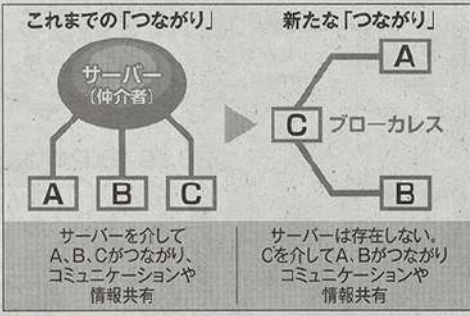 これまでの「つながり」
サーバー
(仲介者)
A
B
C
サーバーを介して
A、B、Cがつながり、
コミュニケーションや
情報共有
新たな「つながり」
A
C
ブローカレス
B
サーバーは存在しない。
Cを介してA、Bがつながり
コミュニケーションや
情報共有